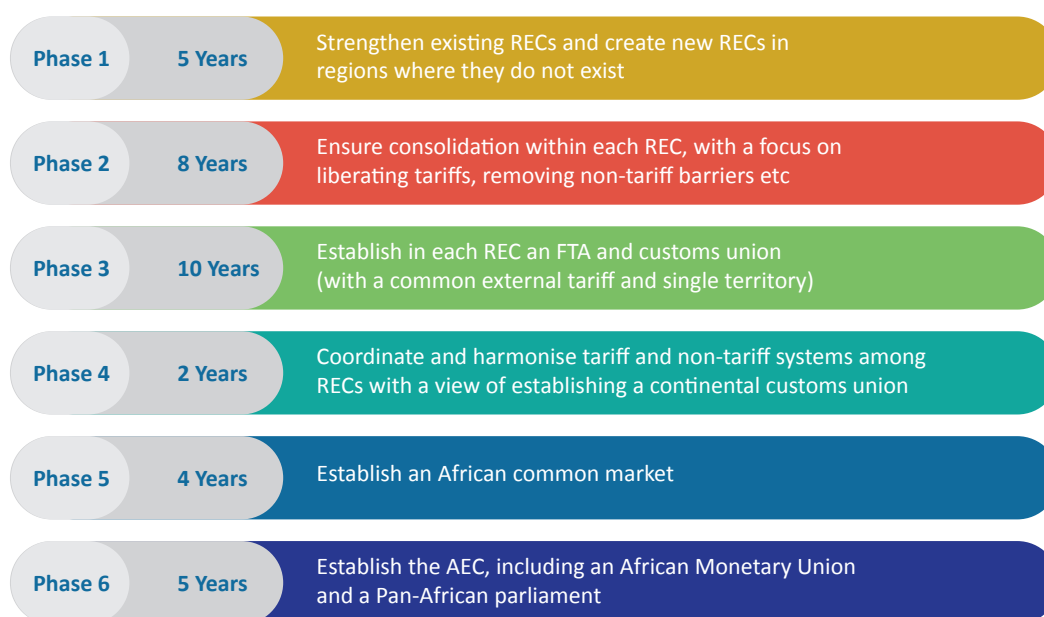 Phase 1
5 Years
Strengthen existing RECs and create new RECs in
regions where they do not exist
Phase 2
8 Years
Ensure consolidation within each REC, with a focus on
liberating tariffs, removing non-tariff barriers etc
Phase 3
10 Years
Establish in each REC an FTA and customs union
(with a common external tariff and single territory)
Phase 4
2 Years
Coordinate and harmonise tariff and non-tariff systems among
RECs with a view of establishing a continental customs union
Phase 5
4 Years
Establish an African common market
Phase 6
5 Years
Establish the AEC, including an African Monetary Union
and a Pan-African parliament